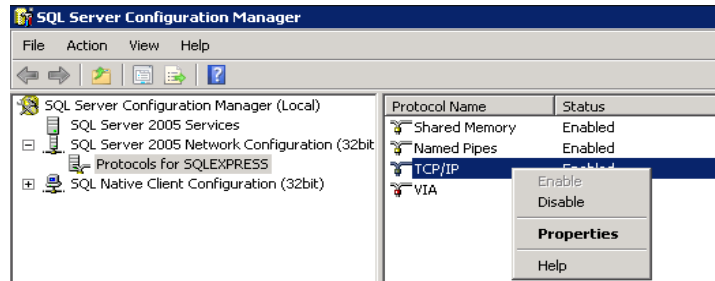 SQL Server Configuration Manager
File Action View Help
SQL Server Configuration Manager (Local)
SQL Server 2005 Services
SQL Server 2005 Network Configuration (32bit
Protocols for SQLEXPRESS
SQL Native Client Configuration (32bit)
Protocol Name Status
Shared Memory Enabled
Named Pipes Enabled
TCP/IP Enabled
VIA
Enable
Disable
Properties
Help